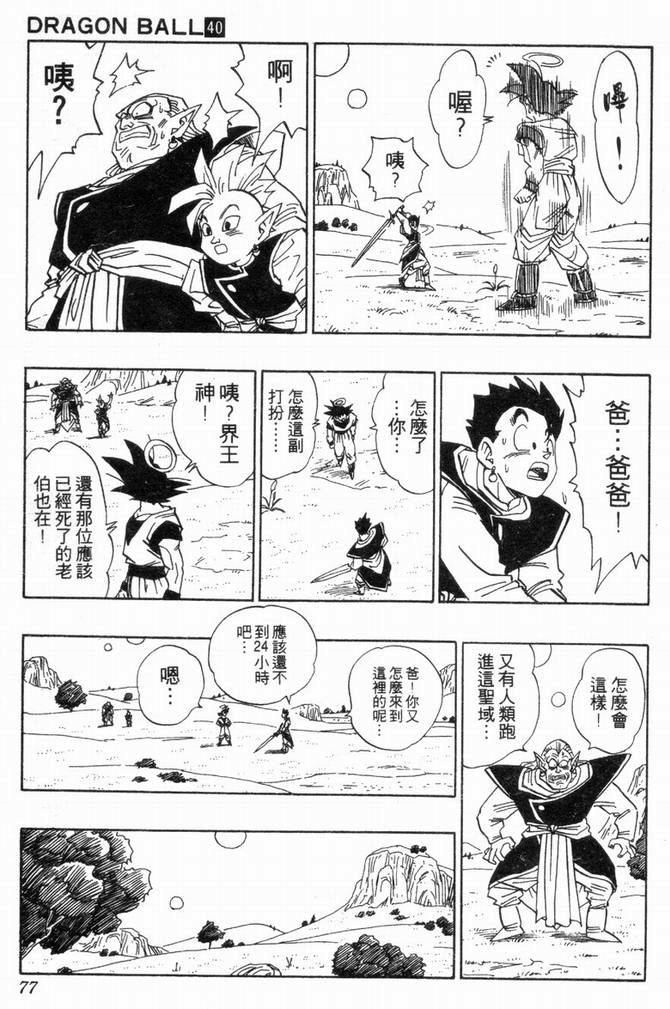 DRAGON BALL 40
嗶！
喔？
咦？
啊！
咦？
爸…爸爸！
怎麼了
…你…
怎麼這副
打扮……
咦？界王
神！
還有那位應該
已經死了的老
伯也在！
怎麼會
這樣！
又有人類跑
進這聖域…
爸！你又
怎麼來到
這裡的呢…
應該還不
到24小時
吧…
嗯…
77